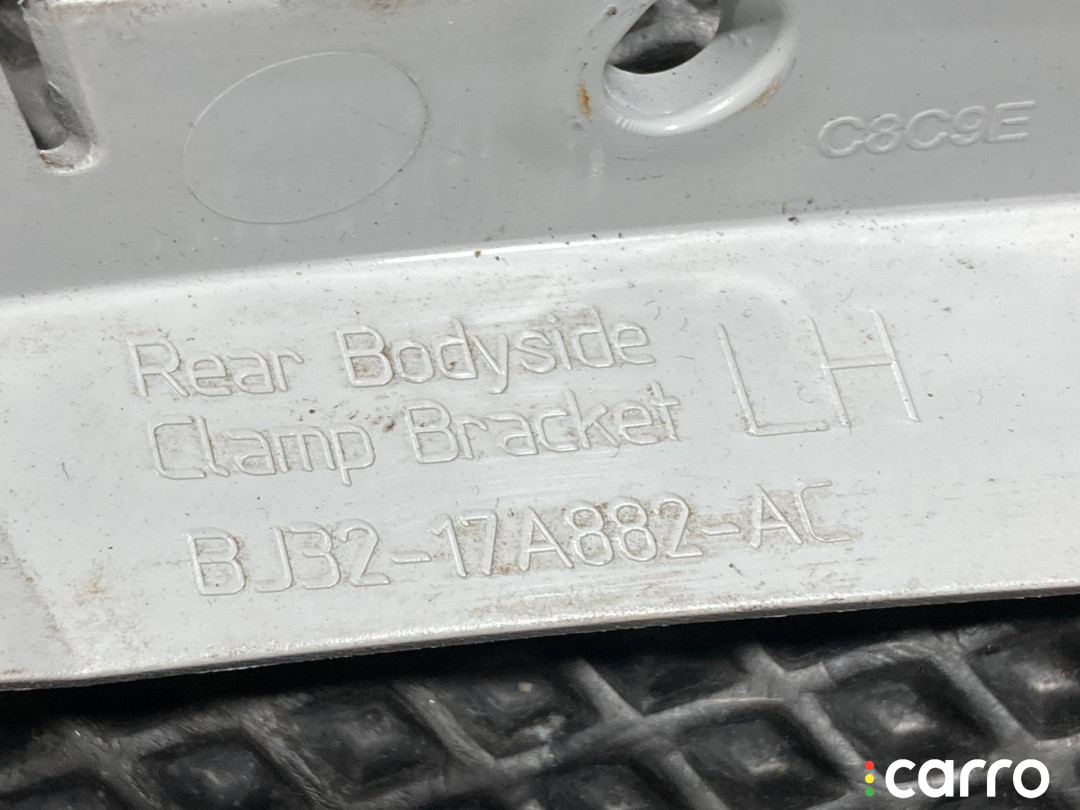 C8C9E
Rear Bodyside
Clamp Bracket
LH
BJ32-17A882-AC
carro